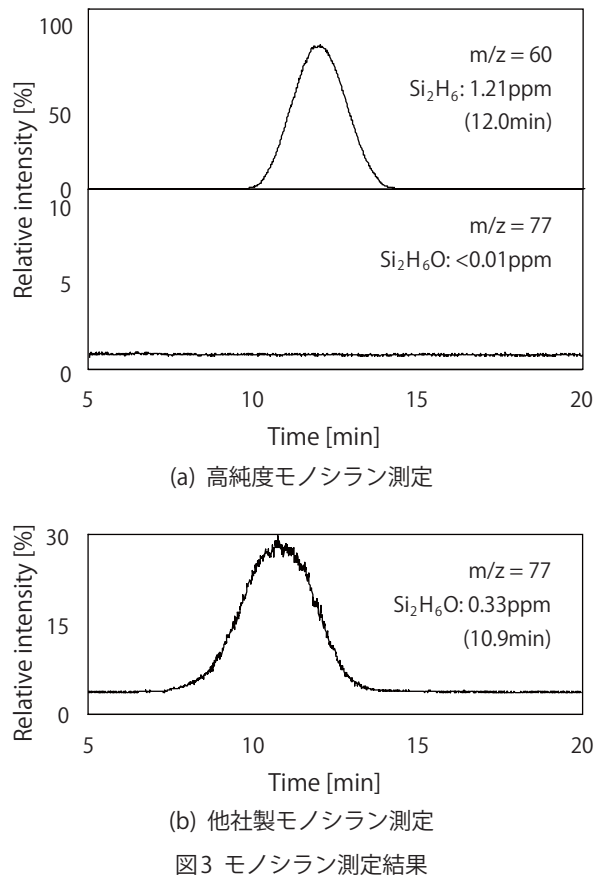 Relative intensity [%]
100
50
0
m/z = 60
Si₂H₆: 1.21ppm
(12.0min)
10
5
0
m/z = 77
Si₂H₆O: <0.01ppm
5 10 15 20
Time [min]
(a) 高純度モノシラン測定
Relative intensity [%]
30
15
0
m/z = 77
Si₂H₆O: 0.33ppm
(10.9min)
5 10 15 20
Time [min]
(b) 他社製モノシラン測定
図3 モノシラン測定結果